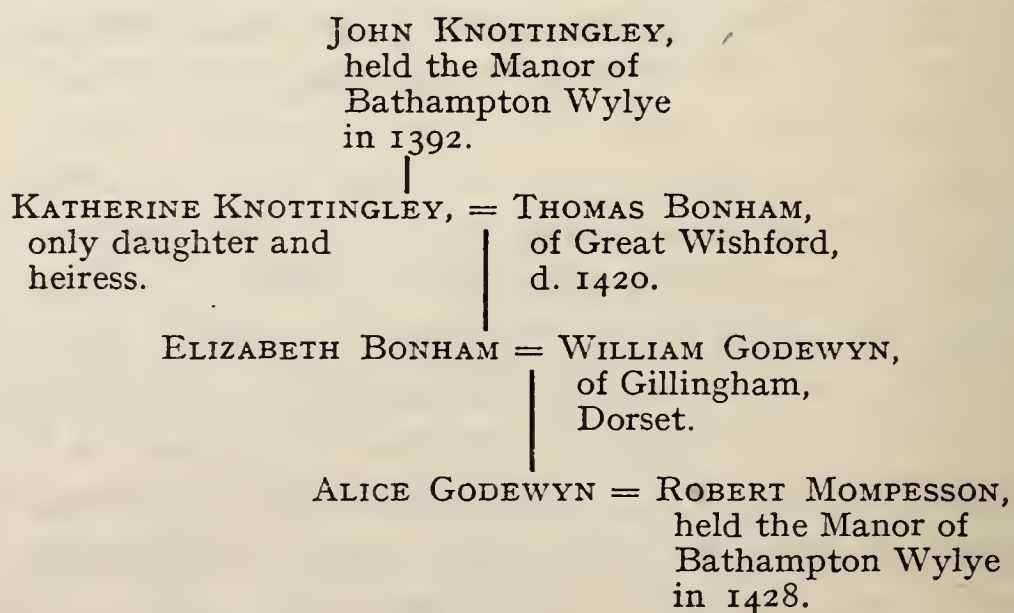 JOHN KNOTTINGLEY,
held the Manor of
Bathampton Wylye
in 1392.
KATHERINE KNOTTINGLEY, = THOMAS BONHAM,
only daughter and of Great Wishford,
heiress. d. 1420.
ELIZABETH BONHAM = WILLIAM GODEWYN,
of Gillingham,
Dorset.
ALICE GODEWYN = ROBERT MOMPESSON,
held the Manor of
Bathampton Wylye
in 1428.